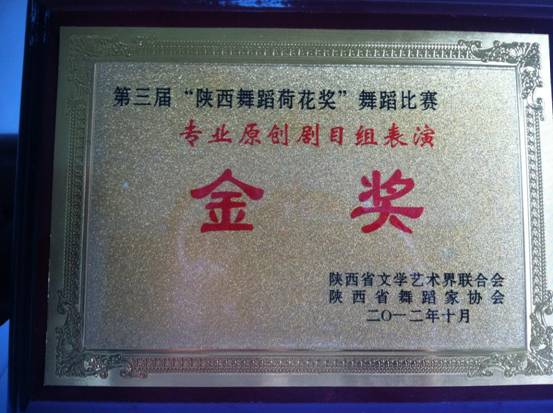 第三届“陕西舞蹈荷花奖”舞蹈比赛
专业原创剧目组表演
金奖
陕西省文学艺术界联合会
陕西省舞蹈家协会
二〇一二年十月